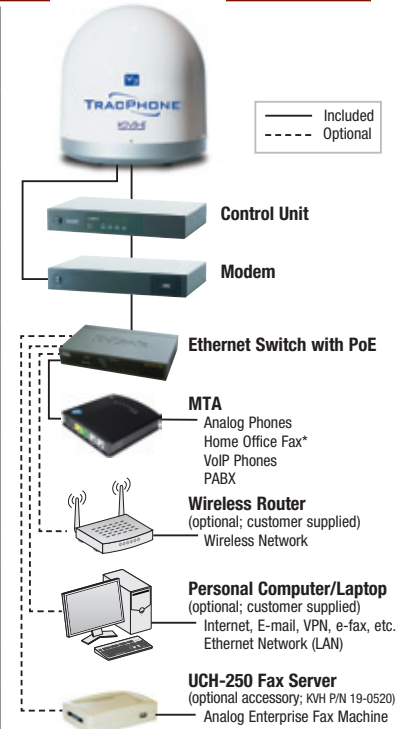 V7
TRACPHONE
KVH
Included
Optional
Control Unit
Modem
Ethernet Switch with PoE
MTA
Analog Phones
Home Office Fax*
VoIP Phones
PABX
Wireless Router
(optional; customer supplied)
Wireless Network
Personal Computer/Laptop
(optional; customer supplied)
Internet, E-mail, VPN, e-fax, etc.
Ethernet Network (LAN)
UCH-250 Fax Server
(optional accessory; KVH P/N 19-0520)
Analog Enterprise Fax Machine